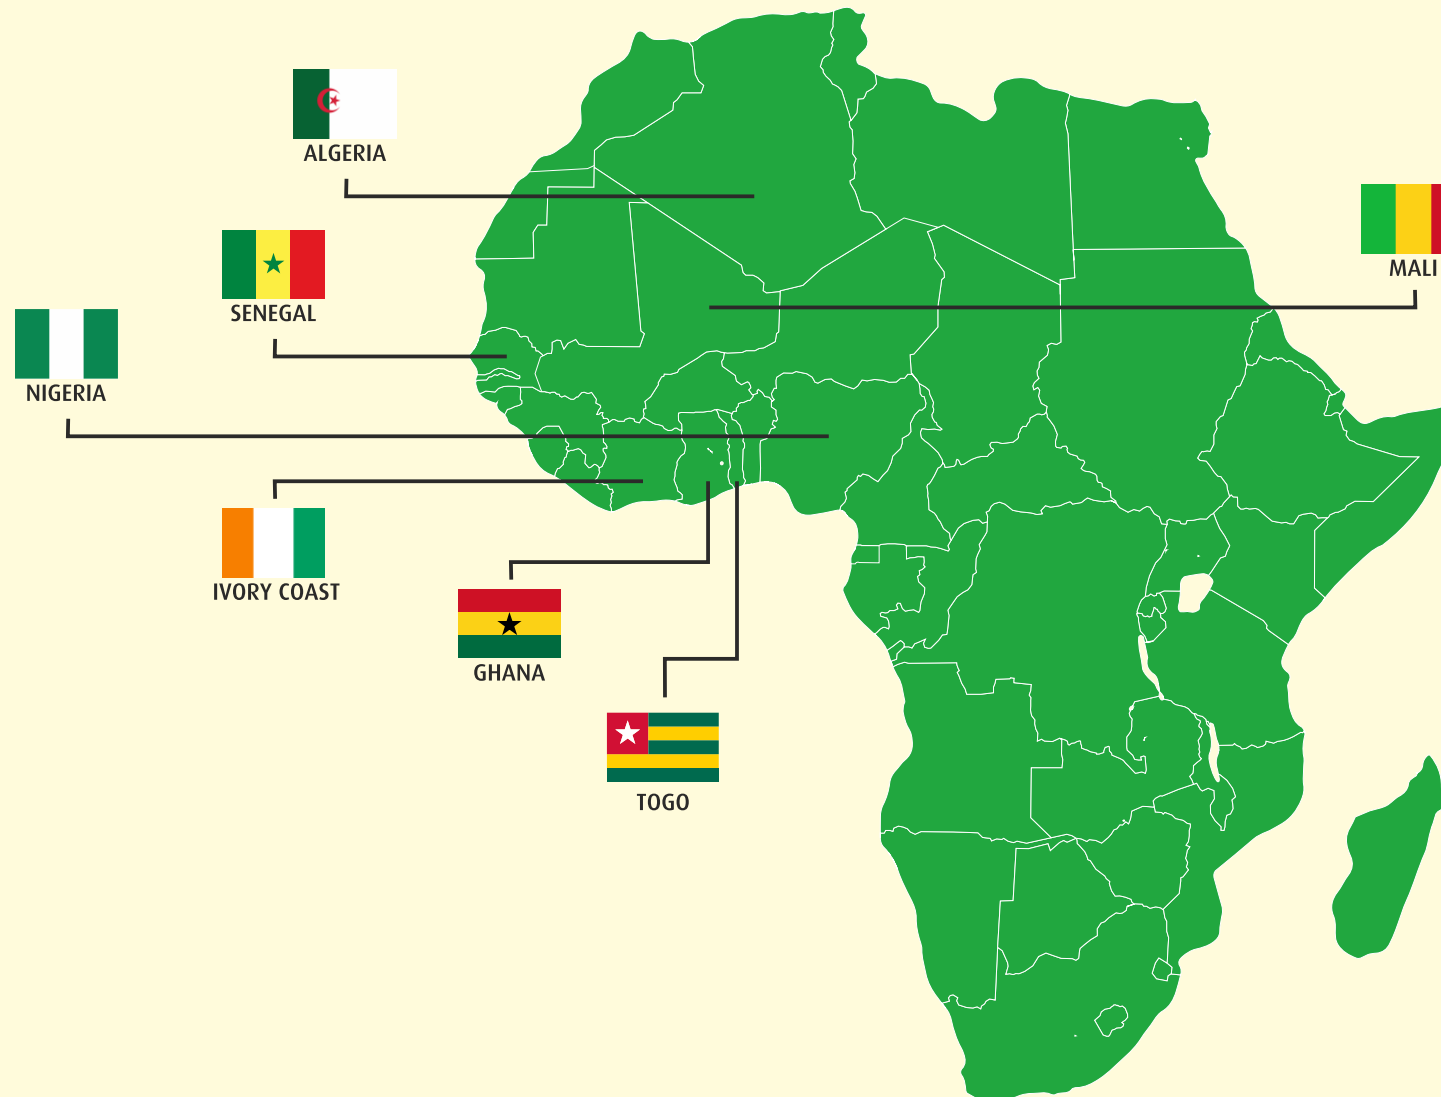 ALGERIA
SENEGAL
MALI
NIGERIA
IVORY COAST
GHANA
TOGO